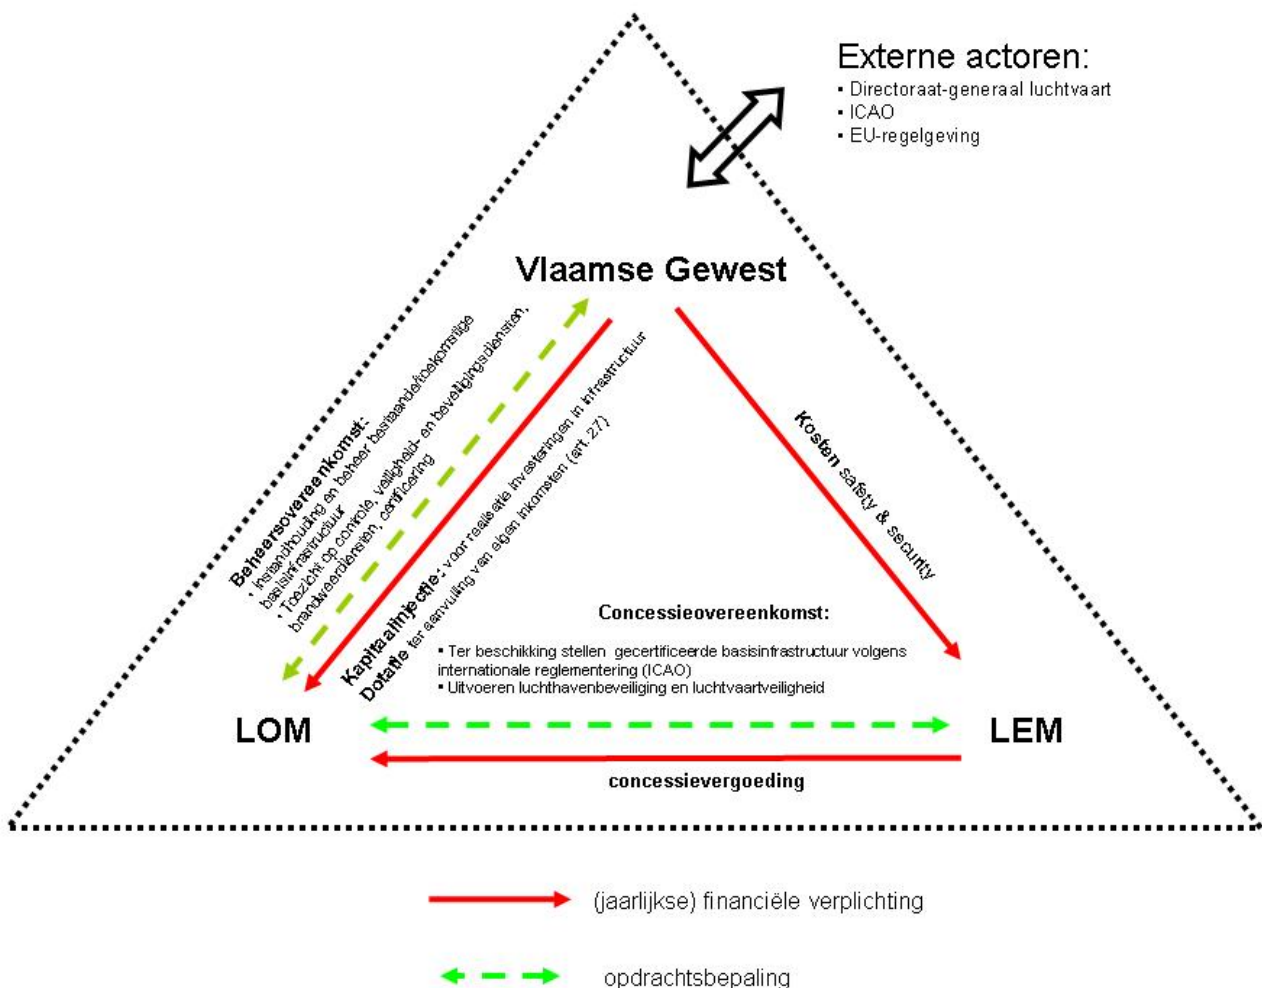 Externe actoren:
▪ Directoraat-generaal luchtvaart
▪ ICAO
▪ EU-regelgeving
Vlaamse Gewest
Beheersovereenkomst:
▪ Instandhouding en beheer bestaande/toekomstige
basisinfrastructuur
▪ Toezicht op controle, veiligheid- en beveiligingsdiensten,
brandweerdiensten, certificering
Kapitaalinjectie: voor realisatie investeringen in infrastructuur
Dotatie ter aanvulling van eigen inkomsten (art. 27)
Kosten safety & security
Concessieovereenkomst:
▪ Ter beschikking stellen gecertificeerde basisinfrastructuur volgens
internationale reglementering (ICAO)
▪ Uitvoeren luchthavenbeveiliging en luchtvaartveiligheid
LOM
LEM
concessievergoeding
(jaarlijkse) financiële verplichting
opdrachtsbepaling